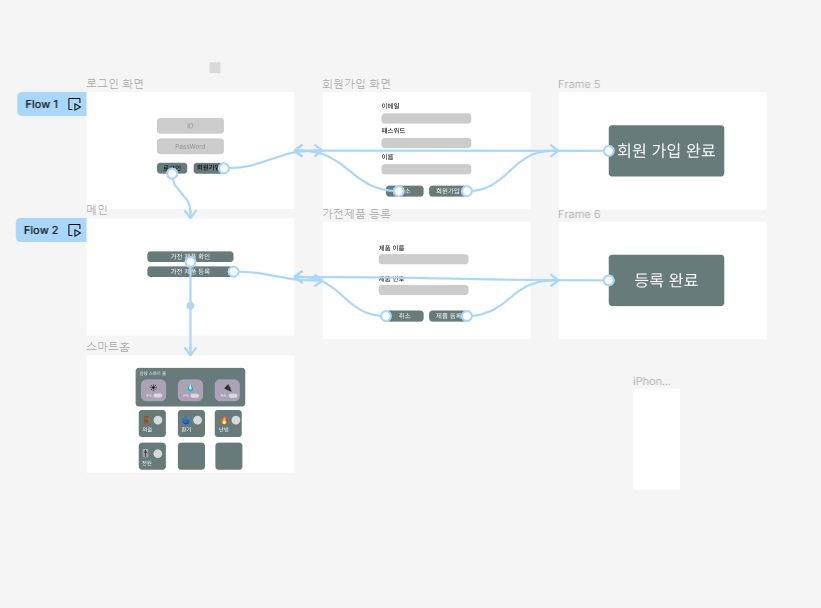 로그인 화면
회원가입 화면
Frame 5
Flow 1
ID
PassWord
회원가입
이메일
패스워드
이름
회원가입
회원 가입 완료
메인
가전제품 등록
Frame 6
Flow 2
가전 제품 확인
가전 제품 등록
제품 이름
취소
제품 등록
등록 완료
스마트홈
외출
환기
난방
전원
iPhon...